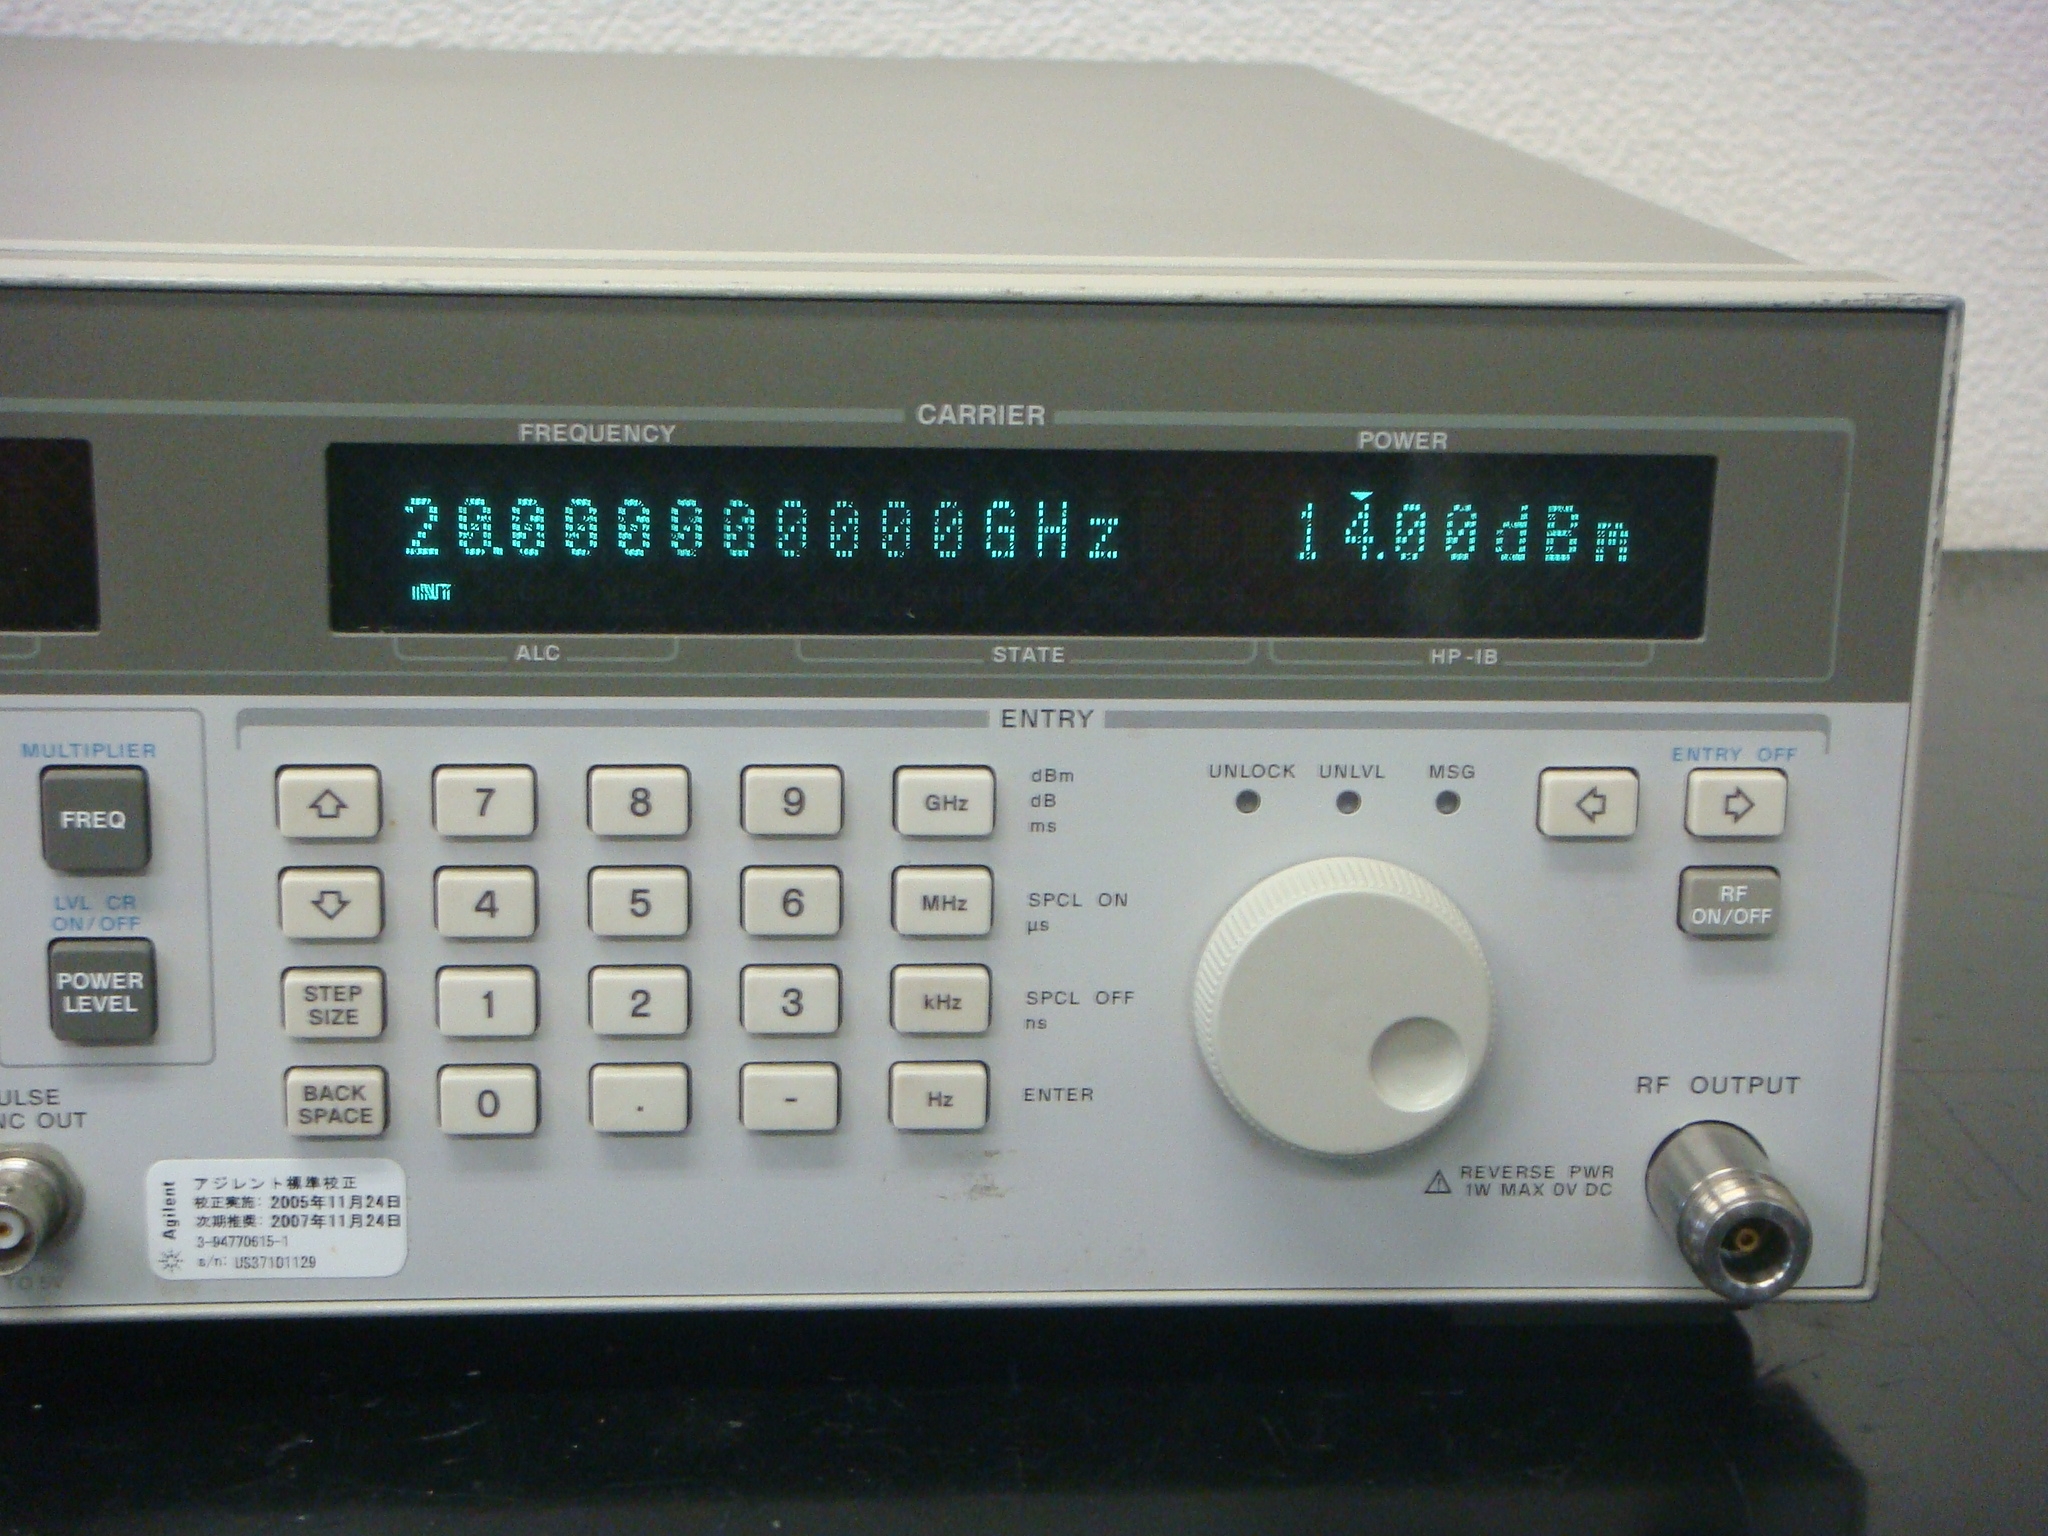 CARRIER
FREQUENCY POWER
20.000000000GHz 14.00dBm
INT
ALC STATE HP-IB
ENTRY
MULTIPLIER
FREQ
LVL CR
ON/OFF
POWER
LEVEL
7 8 9 GHz
dBm
dB
ms
4 5 6 MHz
SPCL ON
µs
STEP
SIZE
1 2 3 kHz
SPCL OFF
ns
BACK
SPACE
0 . - Hz
ENTER
UNLOCK UNLVL MSG
ENTRY OFF
RF
ON/OFF
RF OUTPUT
REVERSE PWR
1W MAX 0V DC
ULSE
NC OUT
Agilent
アジレント標準校正
校正実施: 2005年11月24日
次期推奨: 2007年11月24日
3-94770615-1
s/n: US37101129